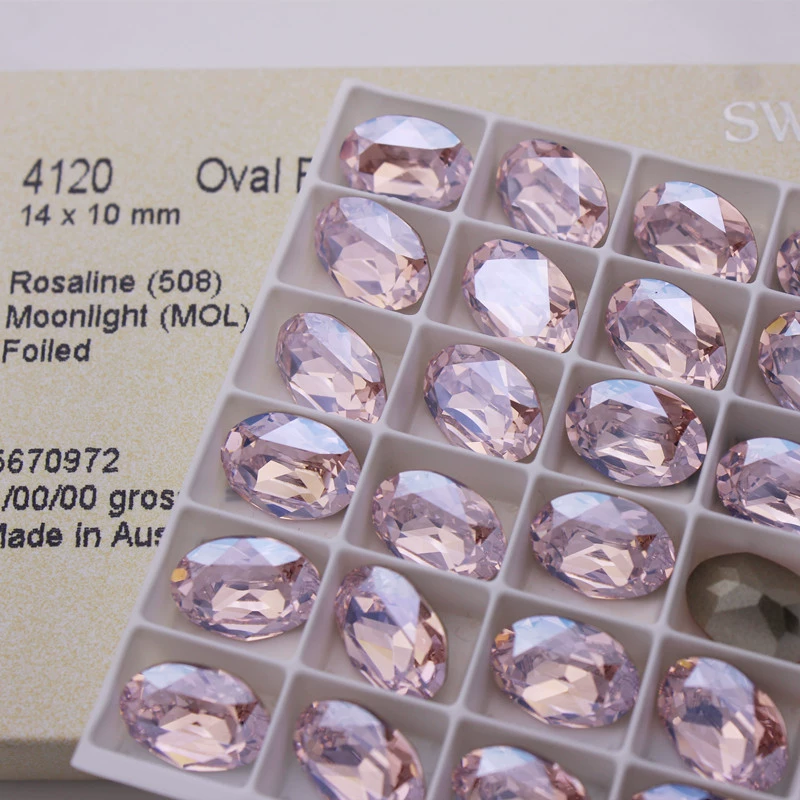 SW
4120 Oval F
14 x 10 mm
Rosaline (508)
Moonlight (MOL)
Foiled
5670972
/00/00 gros
Made in Aus